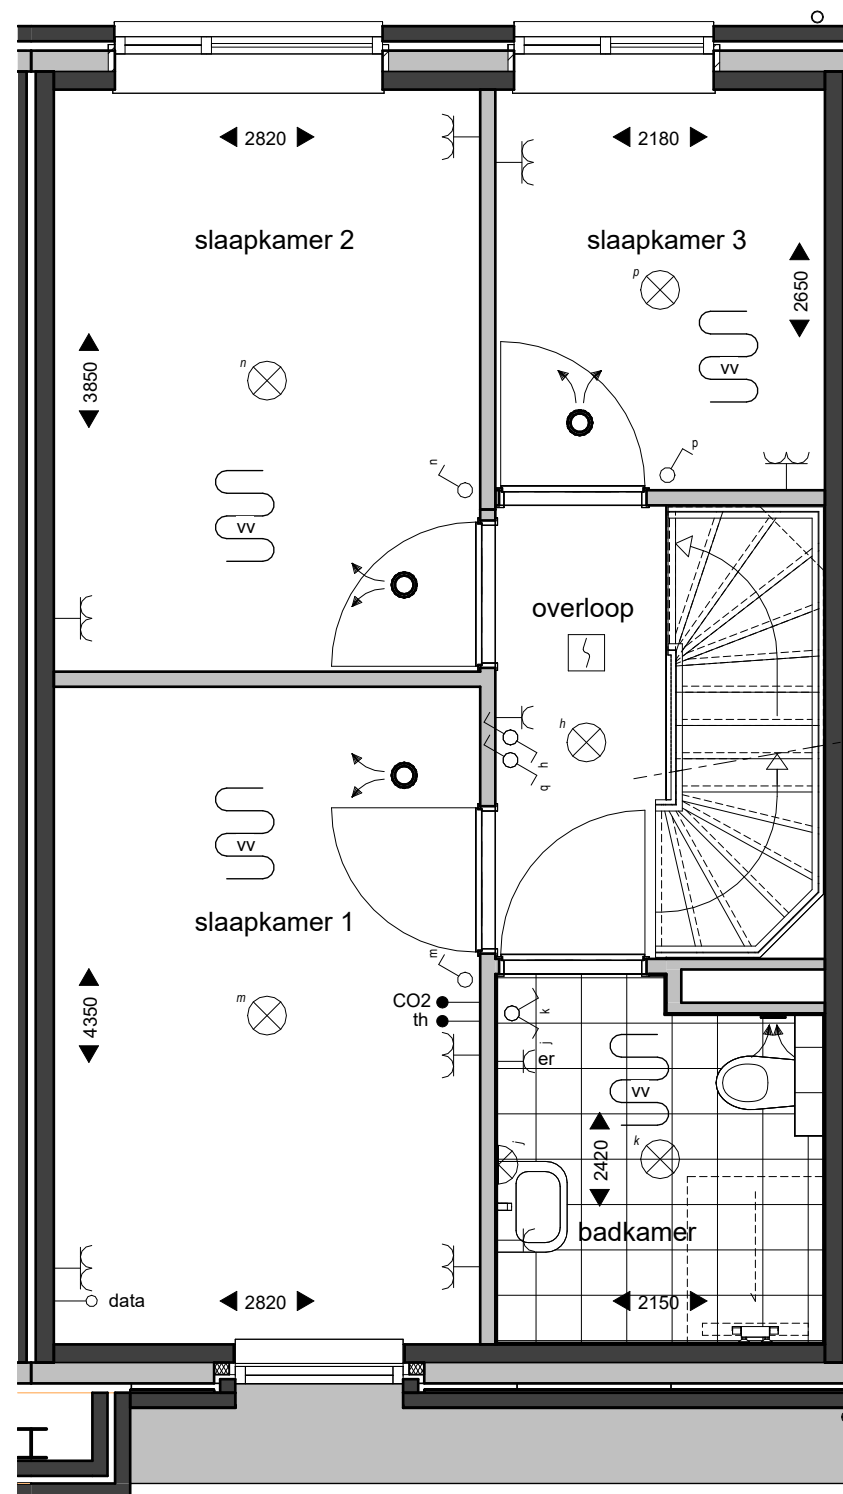 2820
2180
slaapkamer 2
slaapkamer 3
p
2650
n
3850
vv
p
n
vv
overloop
h
h
q
vv
slaapkamer 1
m
CO2
th
m
4350
k
j
er
vv
j
k
2420
badkamer
data
2820
2150